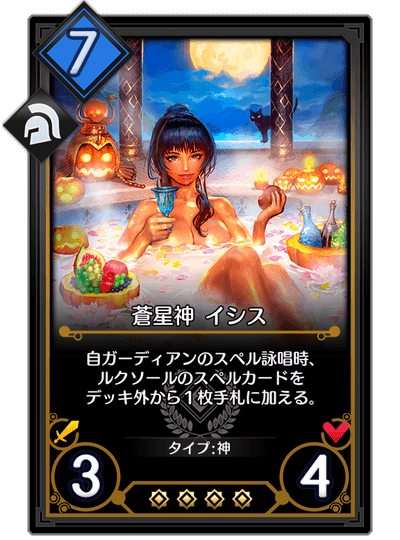 7
蒼星神 イシス
自ガーディアンのスペル詠唱時、
ルクソールのスペルカードを
デッキ外から1枚手札に加える。
タイプ:神
3
4